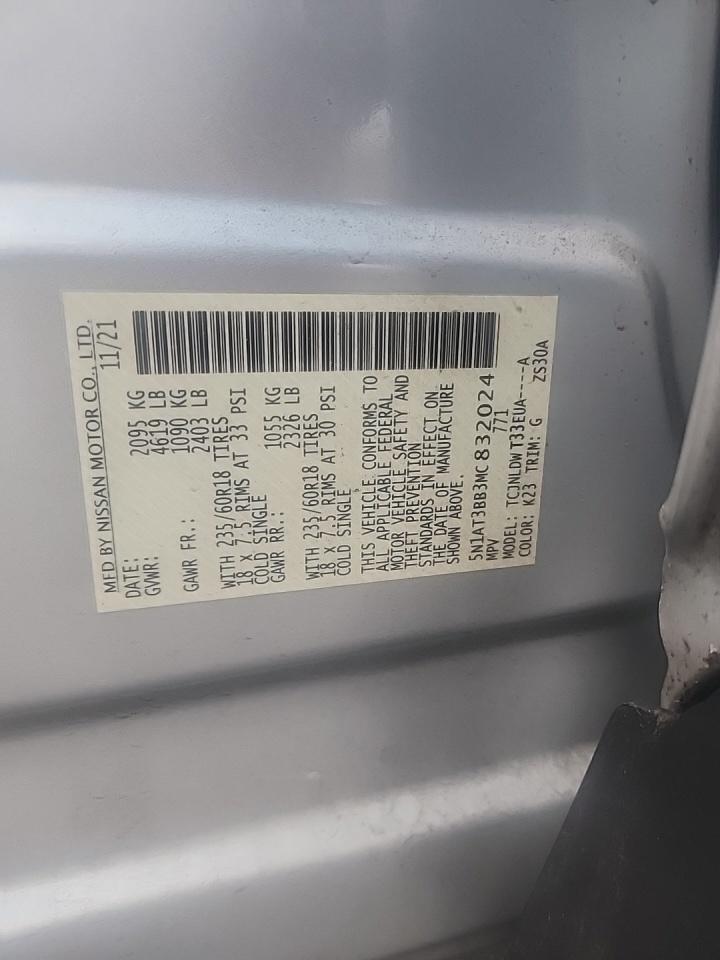 MFD BY NISSAN MOTOR CO., LTD.
DATE: 11/21
GVWR: 2095 KG
4619 LB
GAWR FR.: 1090 KG
2403 LB
WITH 235/60R18 TIRES
18 X 7.5 RIMS AT 33 PSI
COLD SINGLE
GAWR RR.: 1055 KG
2326 LB
WITH 235/60R18 TIRES
18 X 7.5 RIMS AT 30 PSI
COLD SINGLE
THIS VEHICLE CONFORMS TO
ALL APPLICABLE FEDERAL
MOTOR VEHICLE SAFETY AND
THEFT PREVENTION
STANDARDS IN EFFECT ON
THE DATE OF MANUFACTURE
SHOWN ABOVE.
5N1AT3BB3MC832024
MPV 771
MODEL: TCJNLDW T33EUA----A
COLOR: K23 TRIM: G ZS30A